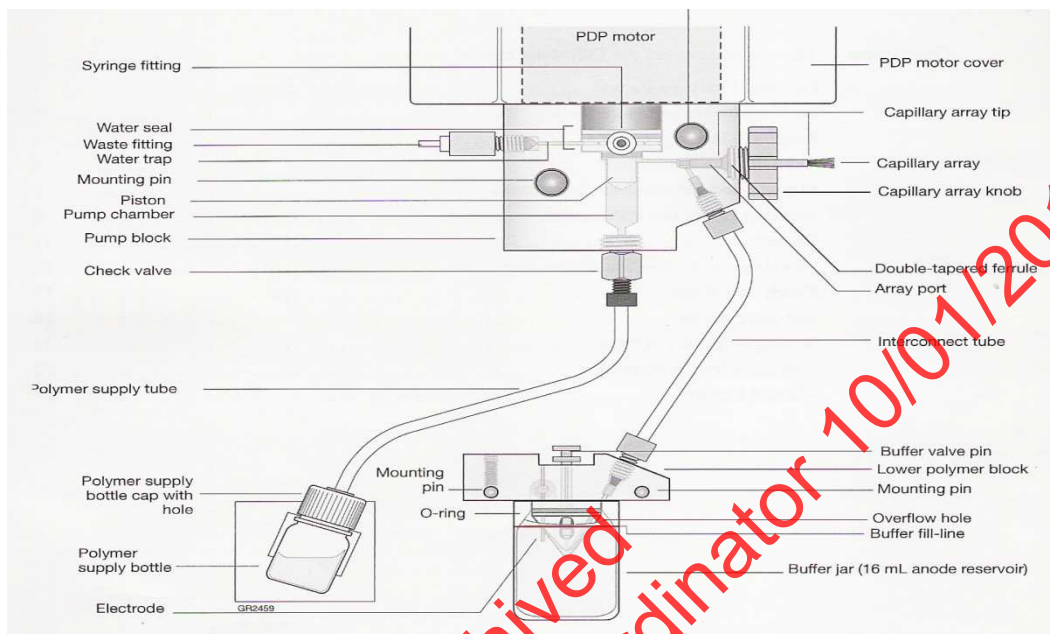 PDP motor
Syringe fitting
PDP motor cover
Capillary array tip
Water seal
Waste fitting
Water trap
Capillary array
Mounting pin
Capillary array knob
Piston
Pump chamber
Pump block
Check valve
Double-tapered ferrule
Array port
Interconnect tube
Polymer supply tube
Buffer valve pin
Lower polymer block
Mounting pin
Mounting
pin
Polymer supply
bottle cap with
hole
O-ring
Overflow hole
Buffer fill-line
Polymer
supply bottle
Buffer jar (16 mL anode reservoir)
Electrode
GR2459
10/01/201